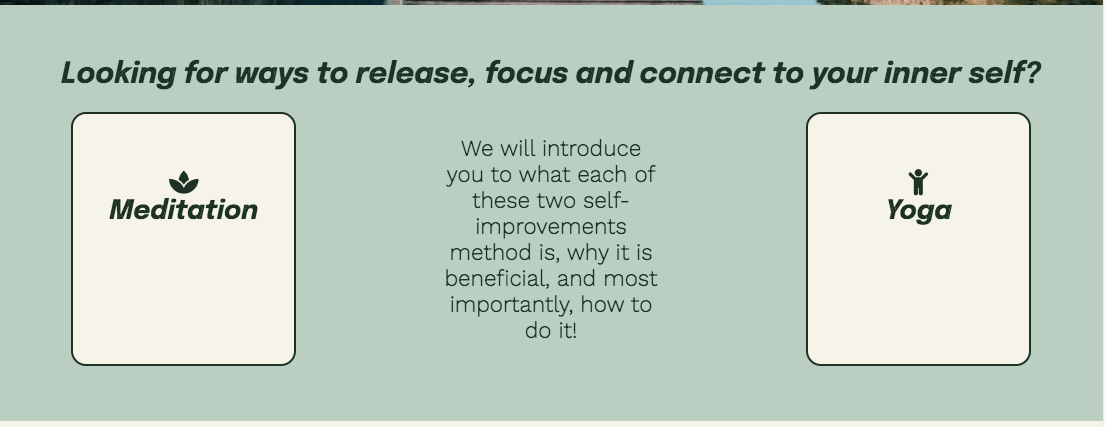 Looking for ways to release, focus and connect to your inner self?
Meditation
We will introduce
you to what each of
these two self-
improvements
method is, why it is
beneficial, and most
importantly, how to
do it!
Yoga